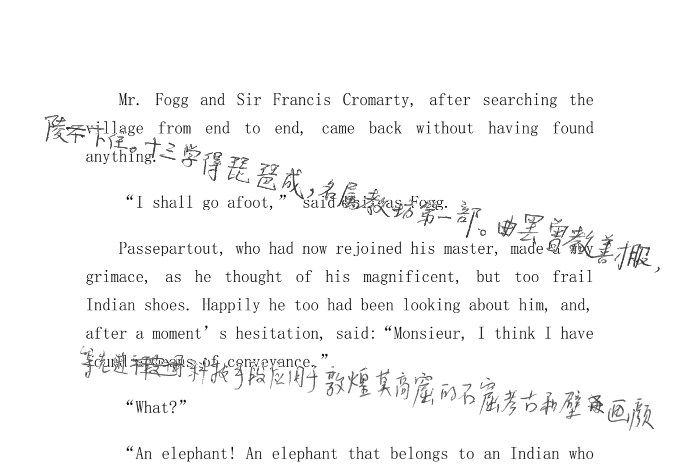 Mr. Fogg and Sir Francis Cromarty, after searching the
village from end to end, came back without having found
陵下住。十三学得琵琶成，名属教坊第一部。曲罢曾教善才服，
anything.
“I shall go afoot,” said Phileas Fogg.
Passepartout, who had now rejoined his master, made a wry
grimace, as he thought of his magnificent, but too frail
Indian shoes. Happily he too had been looking about him, and,
after a moment’s hesitation, said: “Monsieur, I think I have
found a means of conveyance.”
等先进科技手段应用于敦煌莫高窟的石窟考古和壁画颜
“What?”
“An elephant! An elephant that belongs to an Indian who